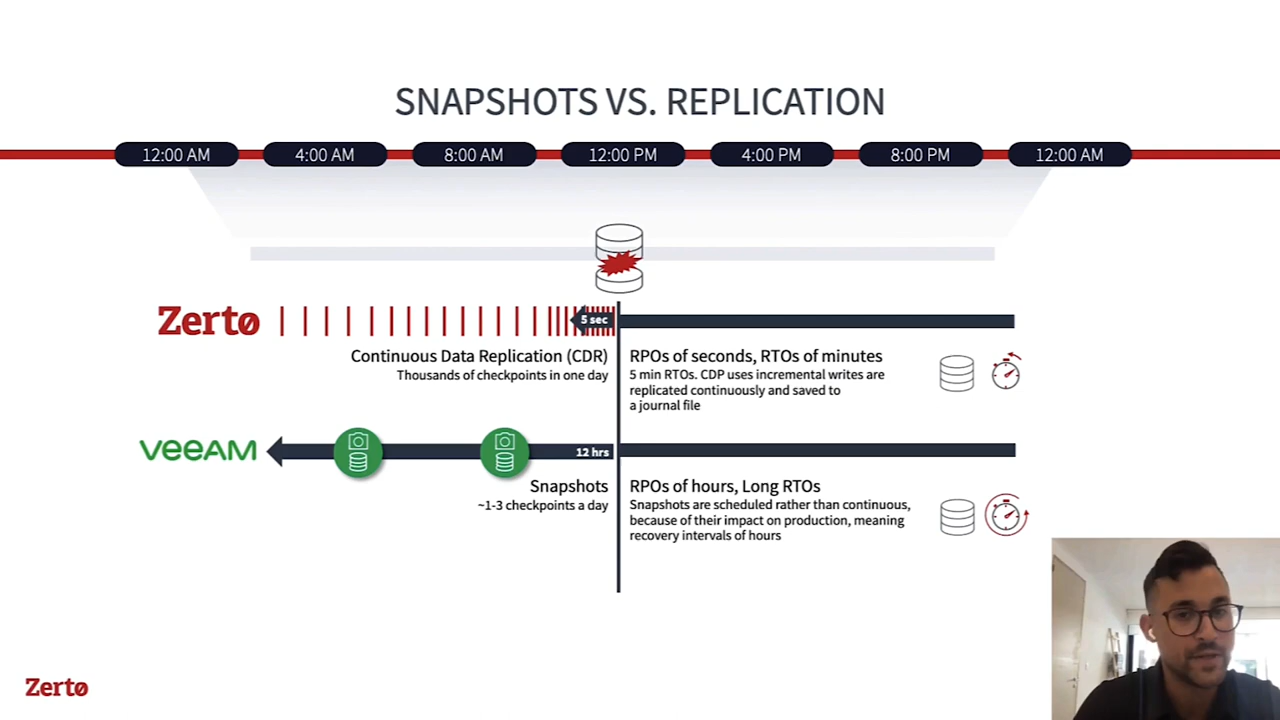 SNAPSHOTS VS. REPLICATION
12:00 AM
4:00 AM
8:00 AM
12:00 PM
4:00 PM
8:00 PM
12:00 AM
Zertø
5 sec
Continuous Data Replication (CDR)
Thousands of checkpoints in one day
RPOs of seconds, RTOs of minutes
5 min RTOs. CDP uses incremental writes are
replicated continuously and saved to
a journal file
veeAM
12 hrs
Snapshots
~1-3 checkpoints a day
RPOs of hours, Long RTOs
Snapshots are scheduled rather than continuous,
because of their impact on production, meaning
recovery intervals of hours
Zertø